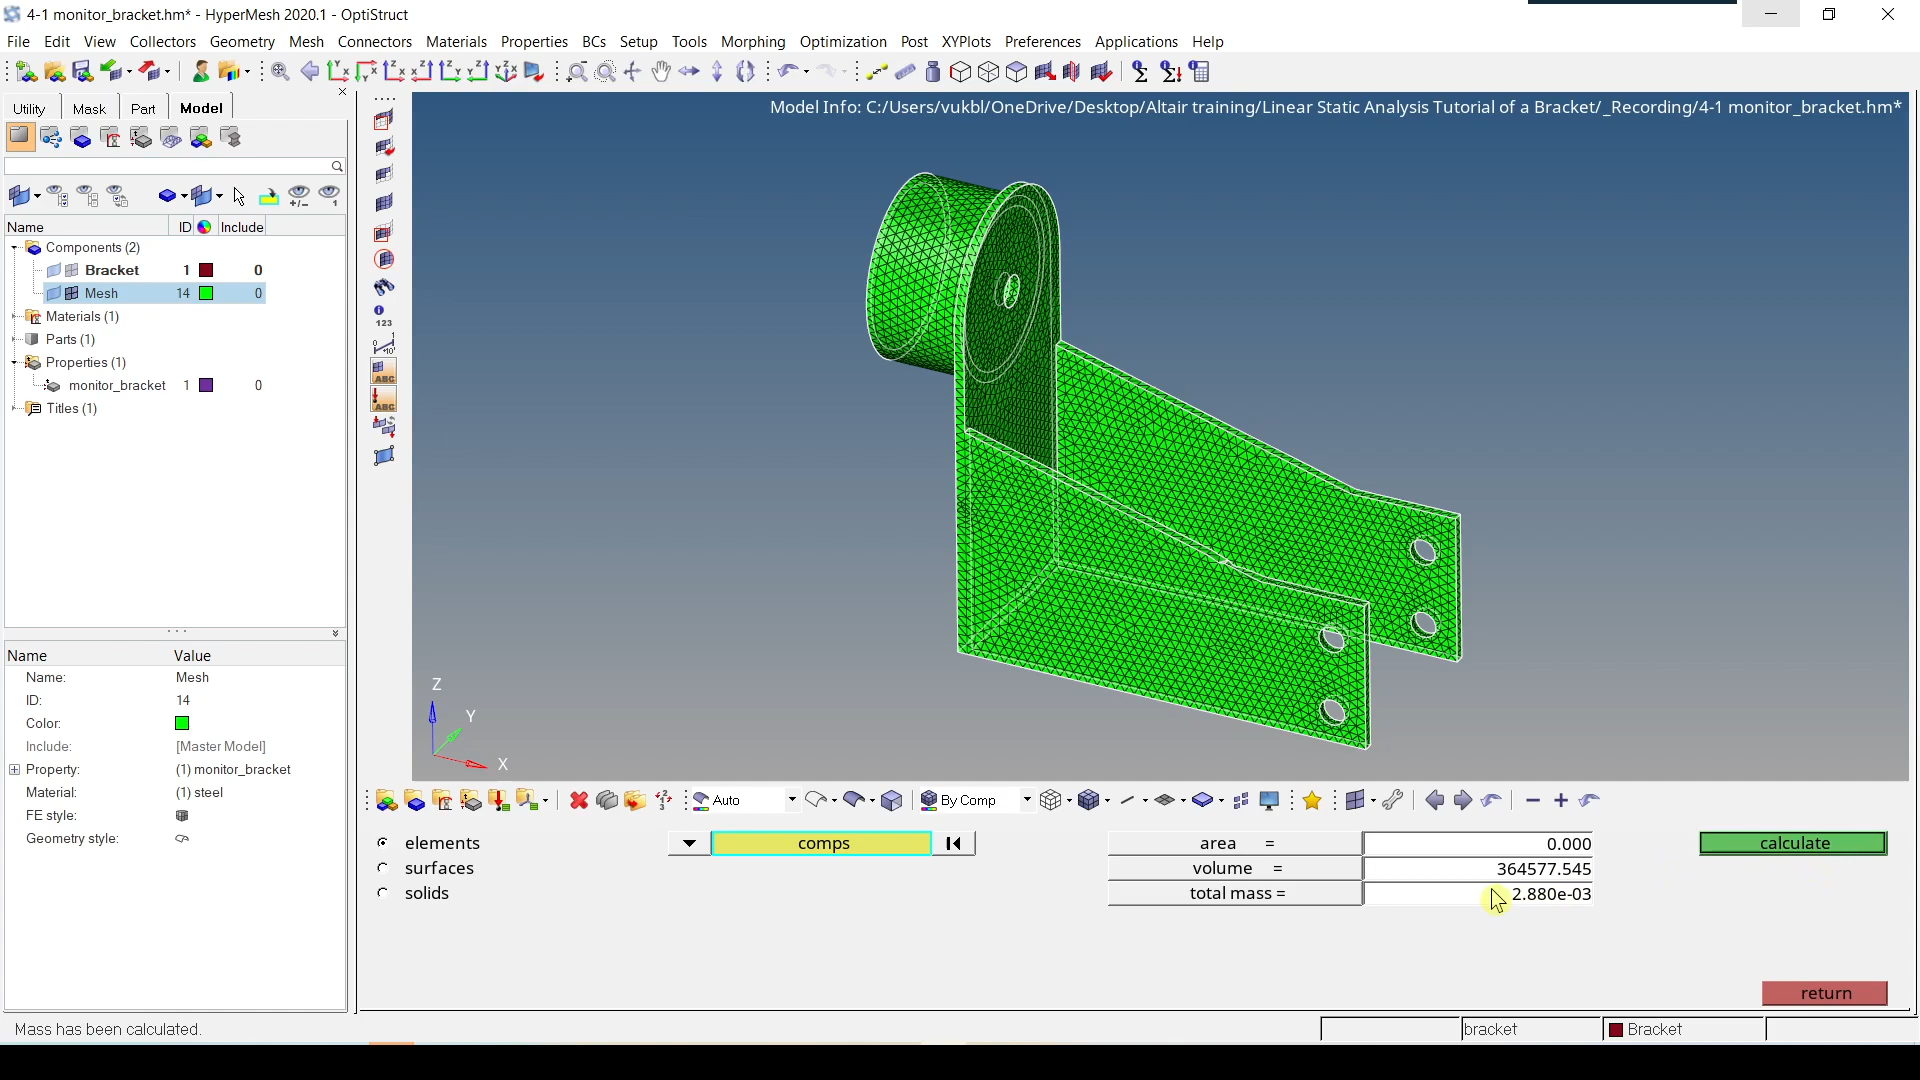 4-1 monitor_bracket.hm* - HyperMesh 2020.1 - OptiStruct
File Edit View Collectors Geometry Mesh Connectors Materials Properties BCs Setup Tools Morphing Optimization Post XYPlots Preferences Applications Help
Utility Mask Part Model
Model Info: C:/Users/vukbl/OneDrive/Desktop/Altair training/Linear Static Analysis Tutorial of a Bracket/_Recording/4-1 monitor_bracket.hm*
Name ID Include
Components (2)
Bracket 1 0
Mesh 14 0
Materials (1)
Parts (1)
Properties (1)
monitor_bracket 1 0
Titles (1)
123
ABC
ABC
Name Value
Name: Mesh
ID: 14
Color:
Include: [Master Model]
Property: (1) monitor_bracket
Material: (1) steel
FE style:
Geometry style:
Z
Y
X
Auto By Comp
elements comps area = 0.000 calculate
surfaces volume = 364577.545
solids total mass = 2.880e-03
return
Mass has been calculated. bracket Bracket